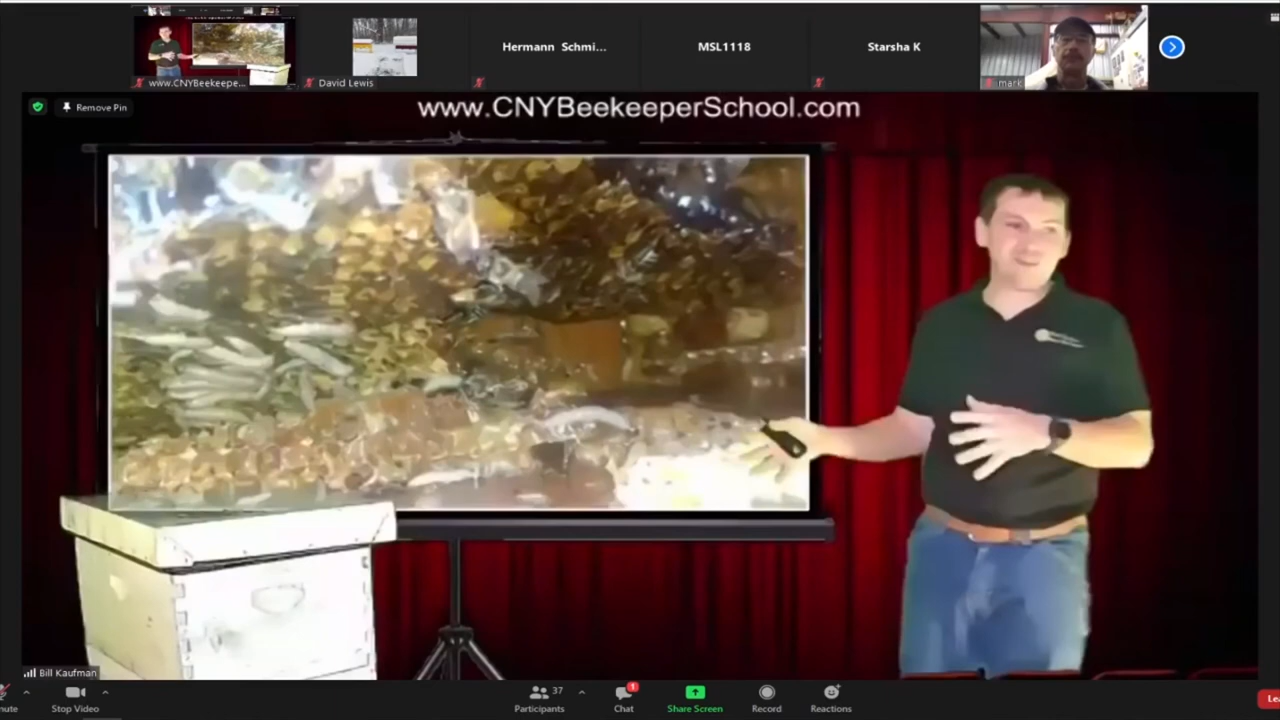 www.CNYBeekeepe...
David Lewis
Hermann Schmi...
MSL1118
Starsha K
mark
Remove Pin
www.CNYBeekeeperSchool.com
Bill Kaufman
Stop Video
Participants
37
Chat
1
Share Screen
Record
Reactions